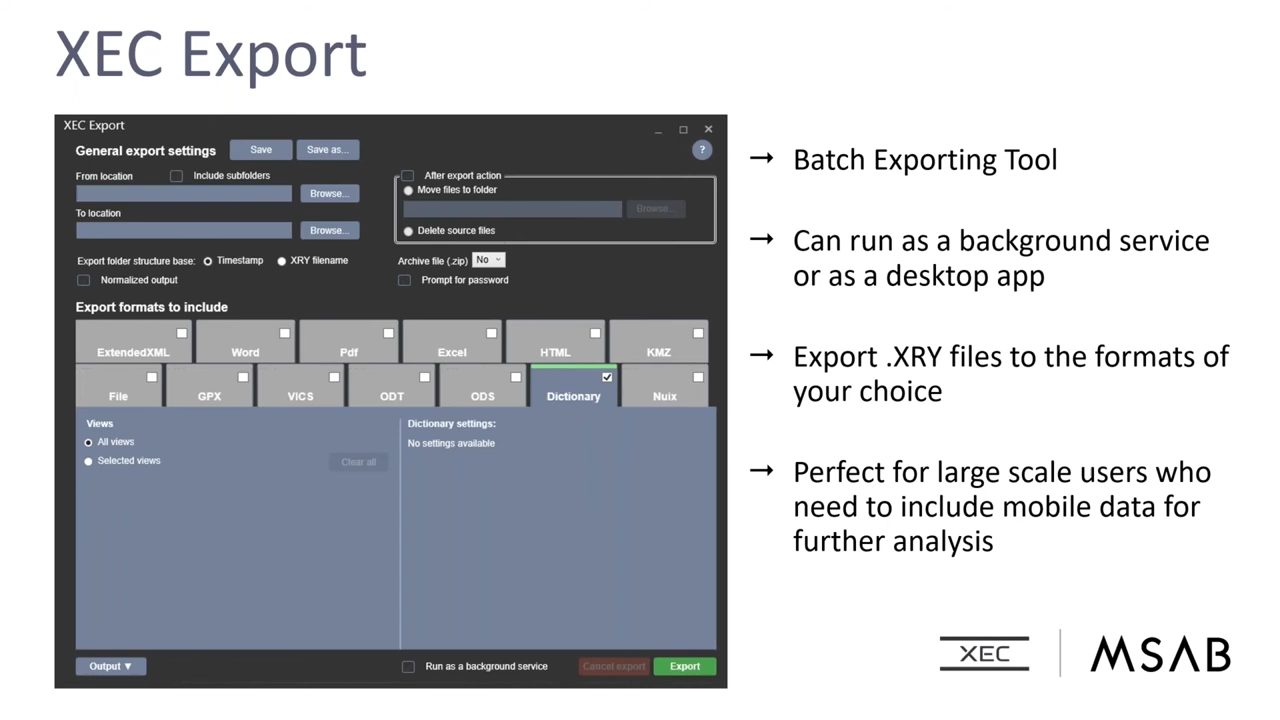 XEC Export
XEC Export
General export settings
Save
Save as...
?
From location
Include subfolders
Browse...
To location
Browse...
After export action
Move files to folder
Browse...
Delete source files
Export folder structure base:
Timestamp
XRY filename
Archive file (.zip)
No
Normalized output
Prompt for password
Export formats to include
ExtendedXML
Word
Pdf
Excel
HTML
KMZ
File
GPX
VICS
ODT
ODS
Dictionary
Nuix
Views
All views
Selected views
Clear all
Dictionary settings:
No settings available
Output ▼
Run as a background service
Cancel export
Export
→ Batch Exporting Tool
→ Can run as a background service
or as a desktop app
→ Export .XRY files to the formats of
your choice
→ Perfect for large scale users who
need to include mobile data for
further analysis
XEC
MSAB